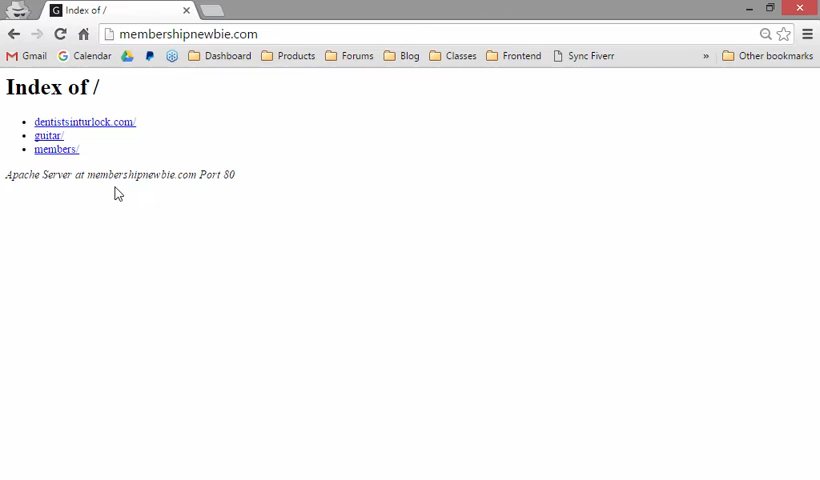 Index of /
membershipnewbie.com
Gmail Calendar Dashboard Products Forums Blog Classes Frontend Sync Fiverr » Other bookmarks
Index of /
dentistsinturlock.com/
guitar/
members/
Apache Server at membershipnewbie.com Port 80